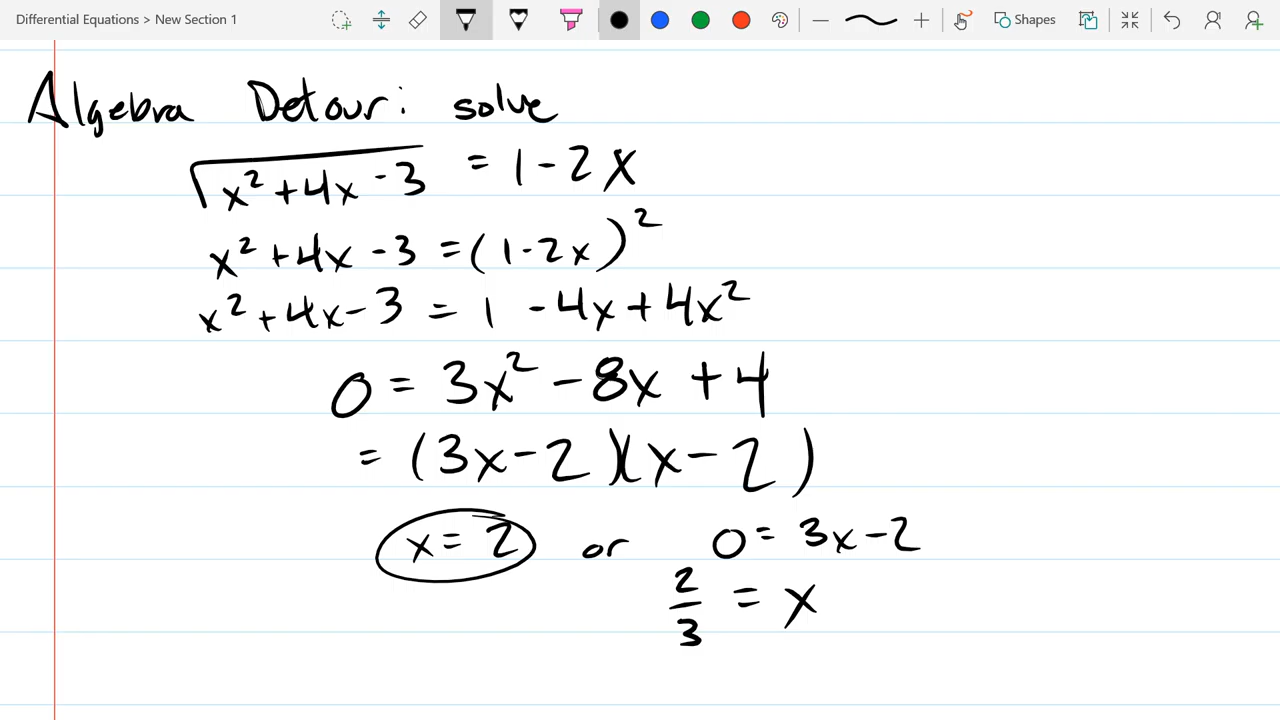 Differential Equations > New Section 1
Shapes
Algebra Detour: solve
√(x² + 4x - 3) = 1 - 2x
x² + 4x - 3 = (1 - 2x)²
x² + 4x - 3 = 1 - 4x + 4x²
0 = 3x² - 8x + 4
= (3x - 2)(x - 2)
x = 2 or 0 = 3x - 2
2/3 = x